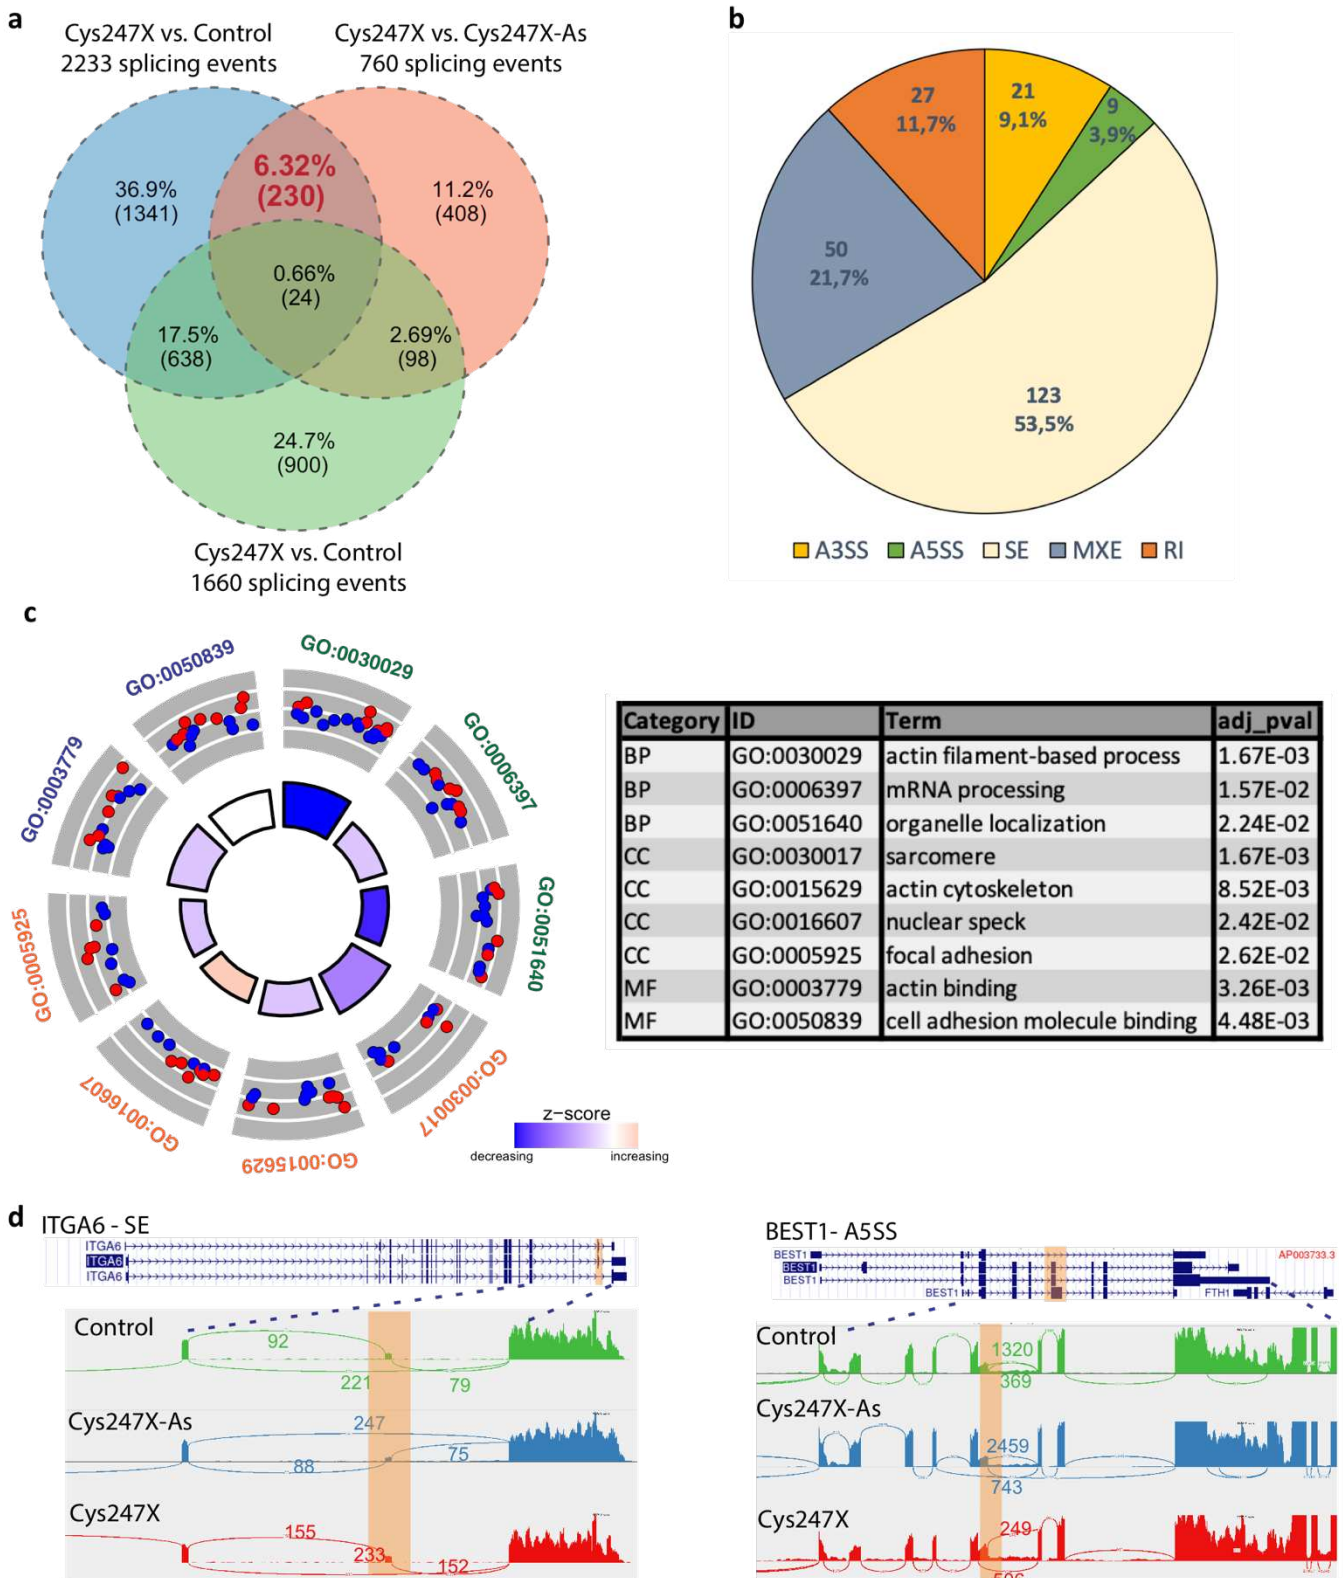 a
Cys247X vs. Control
2233 splicing events
Cys247X vs. Cys247X-As
760 splicing events
36.9%
(1341)
6.32%
(230)
11.2%
(408)
0.66%
(24)
17.5%
(638)
2.69%
(98)
24.7%
(900)
Cys247X vs. Control
1660 splicing events
b
27
11,7%
21
9,1%
9
3,9%
50
21,7%
123
53,5%
A3SS A5SS SE MXE RI
c
GO:0050839
GO:0030029
GO:0006397
GO:0051640
GO:0030017
GO:0015629
GO:0016607
GO:0005925
GO:0003779
z-score
decreasing increasing
Category ID Term adj_pval
BP GO:0030029 actin filament-based process 1.67E-03
BP GO:0006397 mRNA processing 1.57E-02
BP GO:0051640 organelle localization 2.24E-02
CC GO:0030017 sarcomere 1.67E-03
CC GO:0015629 actin cytoskeleton 8.52E-03
CC GO:0016607 nuclear speck 2.42E-02
CC GO:0005925 focal adhesion 2.62E-02
MF GO:0003779 actin binding 3.26E-03
MF GO:0050839 cell adhesion molecule binding 4.48E-03
d
ITGA6 - SE
ITGA6
ITGA6
ITGA6
Control
92
221
79
Cys247X-As
247
75
88
Cys247X
155
233
152
BEST1- A5SS
BEST1 AP003733.3
BEST1
BEST1
BEST1 FTH1
Control
1320
369
Cys247X-As
2459
743
Cys247X
249